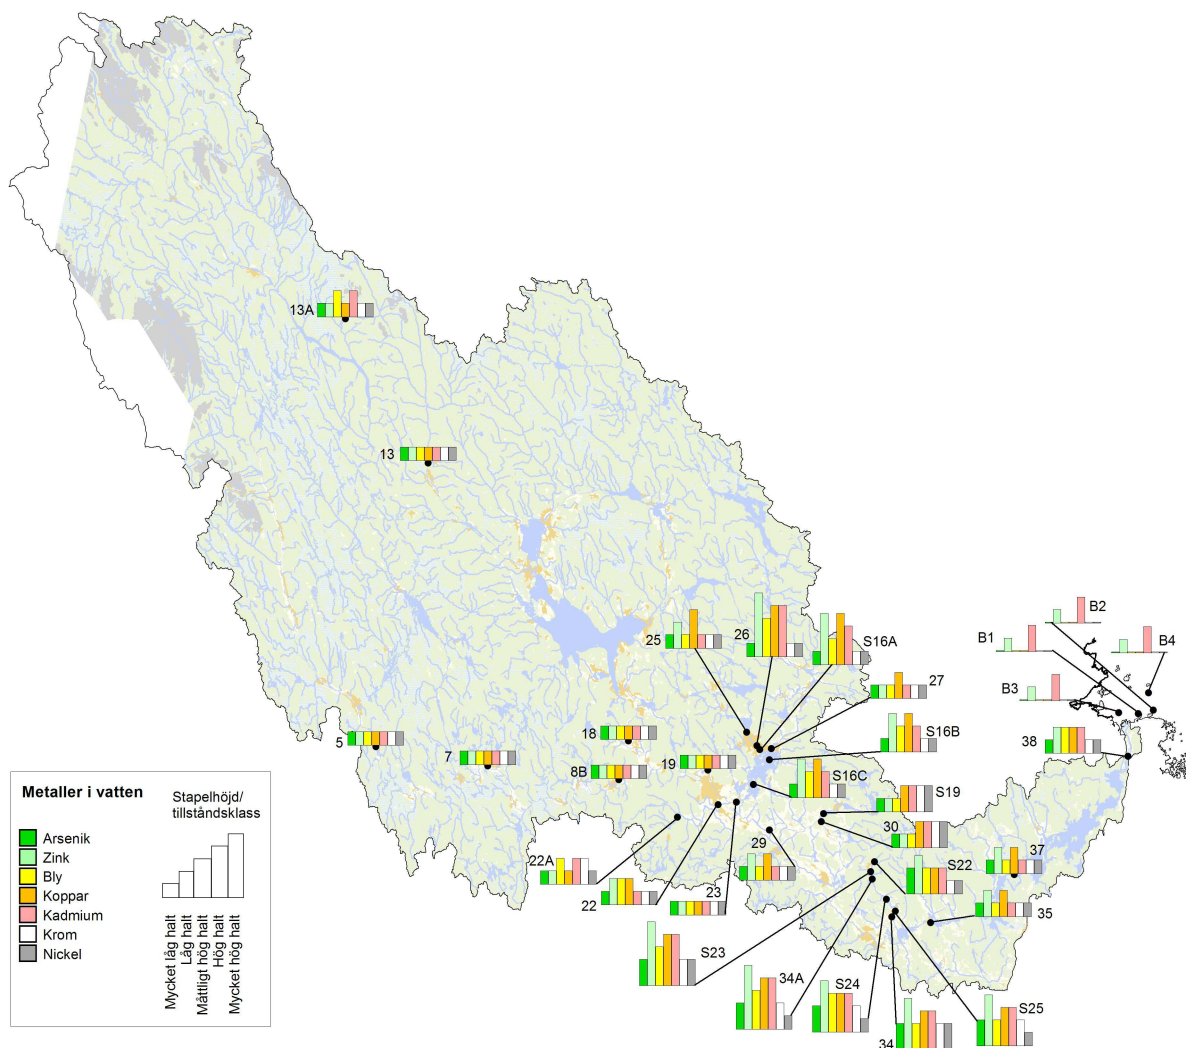 13A
13
B2
B1
B4
B3
25
26
S16A
27
S16B
38
5
7
18
8B
19
S16C
S19
30
29
37
22A
22
23
S22
35
S23
34A
S24
34
S25
Metaller i vatten
Stapelhöjd/
tillståndsklass
Arsenik
Zink
Bly
Koppar
Kadmium
Krom
Nickel
Mycket låg halt
Låg halt
Måttligt hög halt
Hög halt
Mycket hög halt